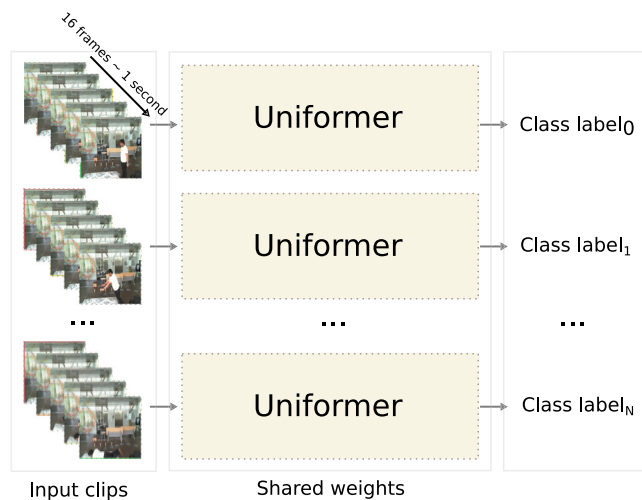 16 frames ~ 1 second
Uniformer
Class label0
Uniformer
Class label1
...
...
...
Uniformer
Class labelN
Input clips
Shared weights